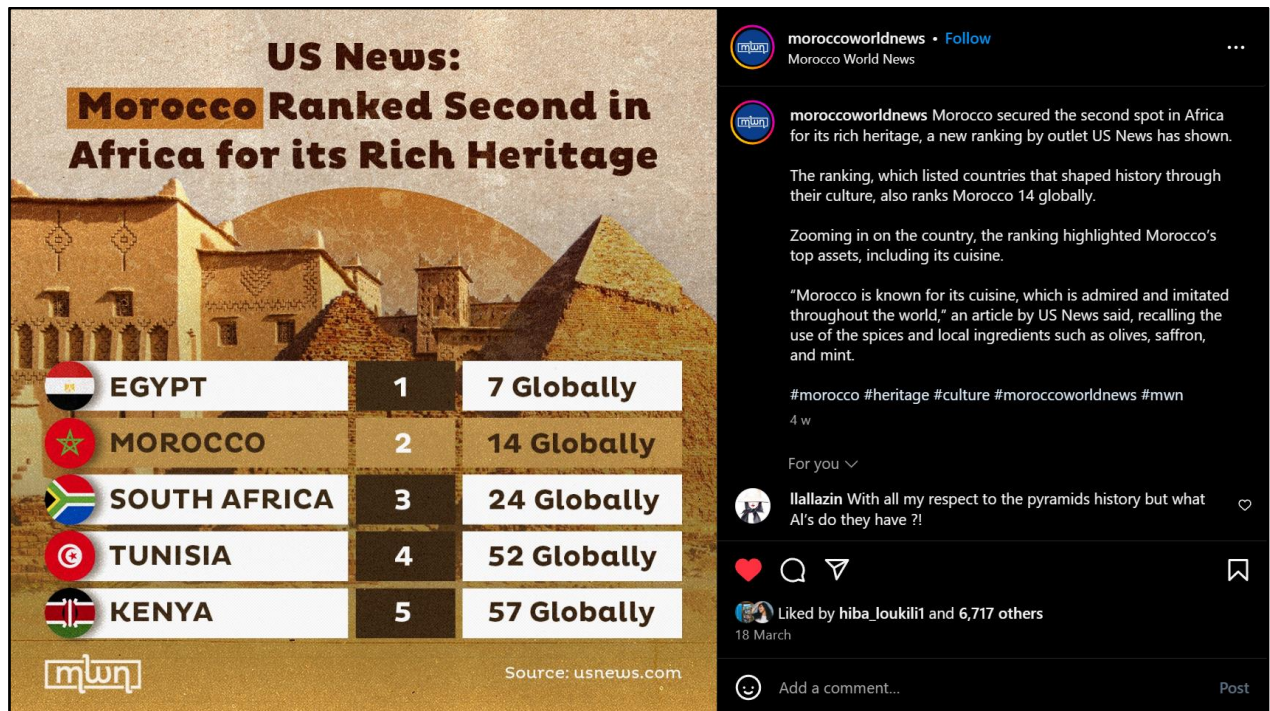 US News:
Morocco Ranked Second in
Africa for its Rich Heritage
EGYPT 1 7 Globally
MOROCCO 2 14 Globally
SOUTH AFRICA 3 24 Globally
TUNISIA 4 52 Globally
KENYA 5 57 Globally
mwn
Source: usnews.com
mwn
moroccoworldnews • Follow
Morocco World News
mwn
moroccoworldnews Morocco secured the second spot in Africa
for its rich heritage, a new ranking by outlet US News has shown.
The ranking, which listed countries that shaped history through
their culture, also ranks Morocco 14 globally.
Zooming in on the country, the ranking highlighted Morocco's
top assets, including its cuisine.
“Morocco is known for its cuisine, which is admired and imitated
throughout the world,” an article by US News said, recalling the
use of the spices and local ingredients such as olives, saffron,
and mint.
#morocco #heritage #culture #moroccoworldnews #mwn
4 w
For you
llallazin With all my respect to the pyramids history but what
Al's do they have ?!
Liked by hiba_loukili1 and 6,717 others
18 March
Add a comment...
Post